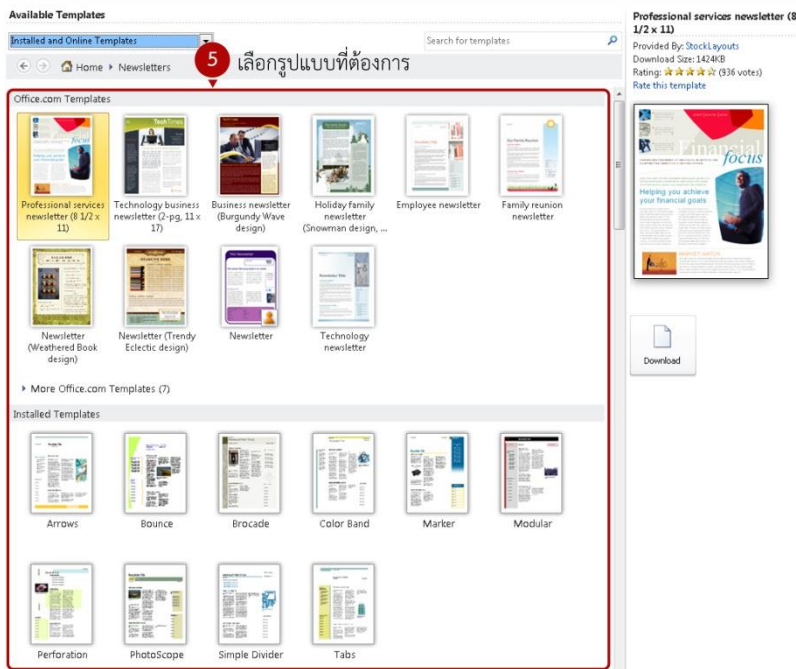 Available Templates
Installed and Online Templates
Search for templates
Home
Newsletters
5
เลือกรูปแบบที่ต้องการ
Office.com Templates
Professional services
newsletter (8 1/2 x
11)
Technology business
newsletter (2-pg, 11 x
17)
Business newsletter
(Burgundy Wave
design)
Holiday family
newsletter
(Snowman design, ...
Employee newsletter
Family reunion
newsletter
Newsletter
(Weathered Book
design)
Newsletter (Trendy
Eclectic design)
Newsletter
Technology
newsletter
More Office.com Templates (7)
Installed Templates
Arrows
Bounce
Brocade
Color Band
Marker
Modular
Perforation
PhotoScope
Simple Divider
Tabs
Professional services newsletter (8
1/2 x 11)
Provided By: StockLayouts
Download Size: 1424KB
Rating:
(936 votes)
Rate this template
Financial
focus
Helping you achieve
your financial goals
Download